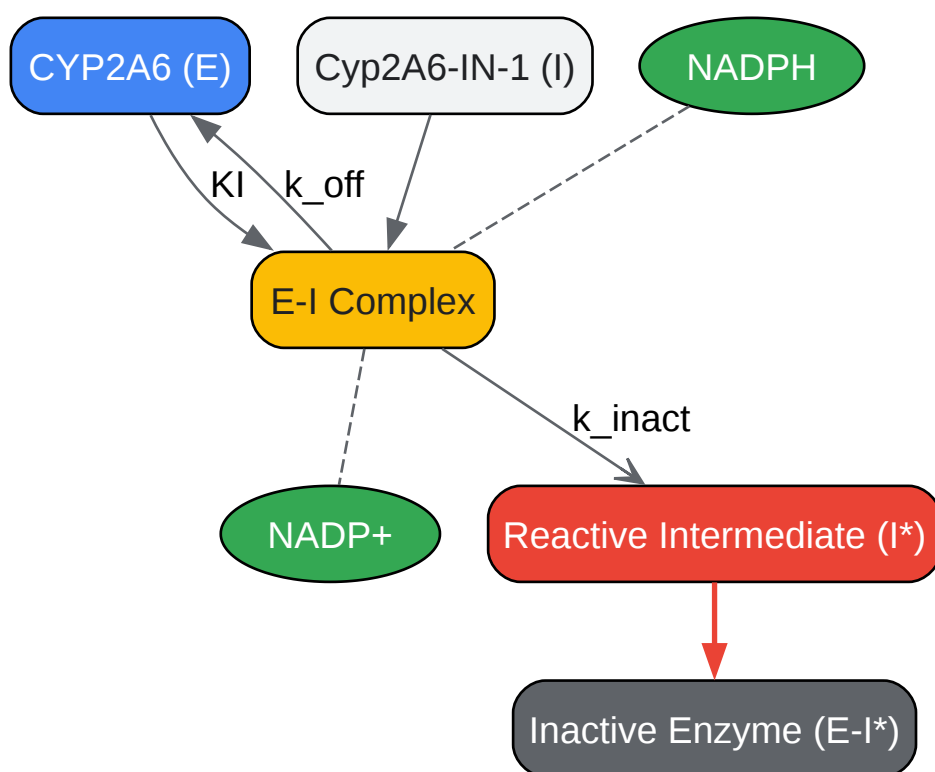 CYP2A6 (E)
Cyp2A6-IN-1 (I)
NADPH
KI
k_off
E-I Complex
k_inact
NADP+
Reactive Intermediate (I*)
Inactive Enzyme (E-I*)